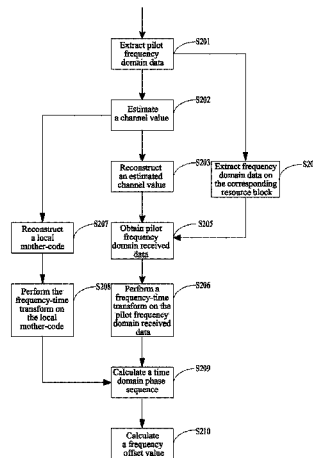 Extract pilot
frequency
domain data
S201
Estimate
a channel value
S202
Reconstruct
an estimated
channel value
S203
Extract frequency
domain data on
the corresponding
resource block
S20
Reconstruct
a local
mother-code
S207
Obtain pilot
frequency
domain received
data
S205
Perform the
frequency-time
transform on
the local
mother-code
S208
Perform a
frequency-time
transform on the
pilot frequency
domain received
data
S206
Calculate a time
domain phase
sequence
S209
Calculate
a frequency
offset value
S210